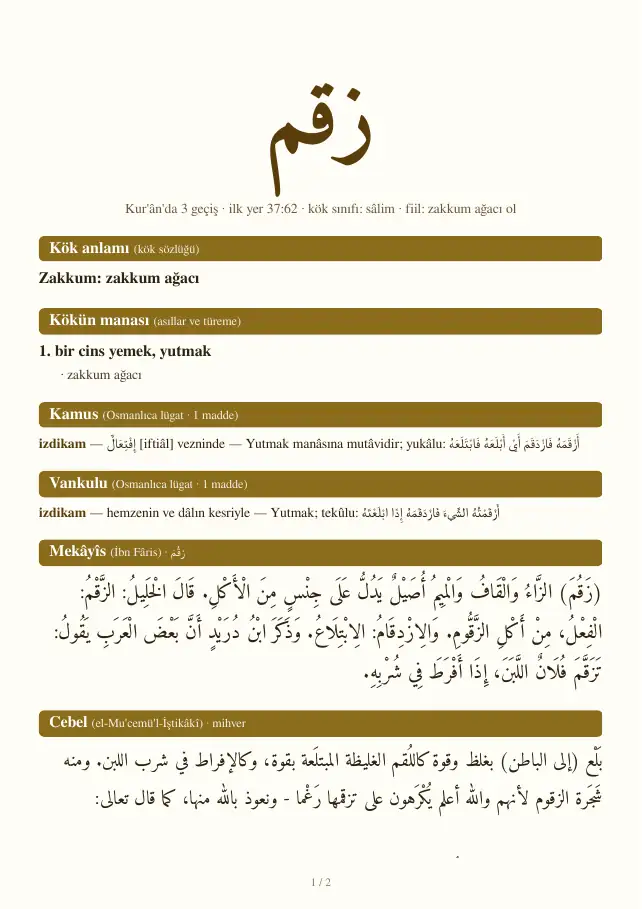 زقم
Kur'ân'da 3 geçiş · ilk yer 37:62 · kök sınıfı: sâlim · fiil: zakkum ağacı ol
Kök anlamı (kök sözlüğü)
Zakkum: zakkum ağacı
Kökün manası (asıllar ve türeme)
1. bir cins yemek, yutmak
· zakkum ağacı
Kamus (Osmanlıca lügat · 1 madde)
izdikam — إِفْتِعَالٌ [iftiâl] vezninde — Yutmak manâsına mutâvidir; yukâlu: أَزْقَمَهُ فَازْدَقَمَ أَيْ أَبْلَعَهُ فَابْتَلَعَهُ
Vankulu (Osmanlıca lügat · 1 madde)
izdikam — hemzenin ve dâlın kesriyle — Yutmak; tekûlu: أَزْقَمْتُهُ الشَّيءَ فَازْدَقَمَهُ إِذَا ابْلَعْتَهُ
Mekâyîs (İbn Fâris) · زقم
(زَقَمَ) الزَّاءُ وَالْقَافُ وَالْمِيمُ أُصَيْلٌ يَدُلُّ عَلَى جِنْسٍ مِنَ الْأَكْلِ. قَالَ الْخَلِيلُ: الزَّقْمُ:
الْفِعْلُ، مِنْ أَكْلِ الزَّقُّومِ. وَالِازْدِقَامُ: الِابْتِلَاعُ. وَذَكَرَ ابْنُ دُرَيْدٍ أَنَّ بَعْضَ الْعَرَبِ يَقُولُ:
تَزَقَّمَ فُلَانٌ اللَّبَنَ، إِذَا أَفْرَطَ فِي شُرْبِهِ.
Cebel (el-Mu'cemü'l-İştikâkî) · mihver
بَلْع (إلى الباطن) بغلظ وقوة كاللُقم الغليظة المبتلَعة بقوة، وكالإفراط في شرب اللبن. ومنه
شَجَرة الزقوم لأنهم والله أعلم يُكْرَهون على تزقمها رَغْما - ونعوذ بالله منها، كما قال تعالى:
1 / 2